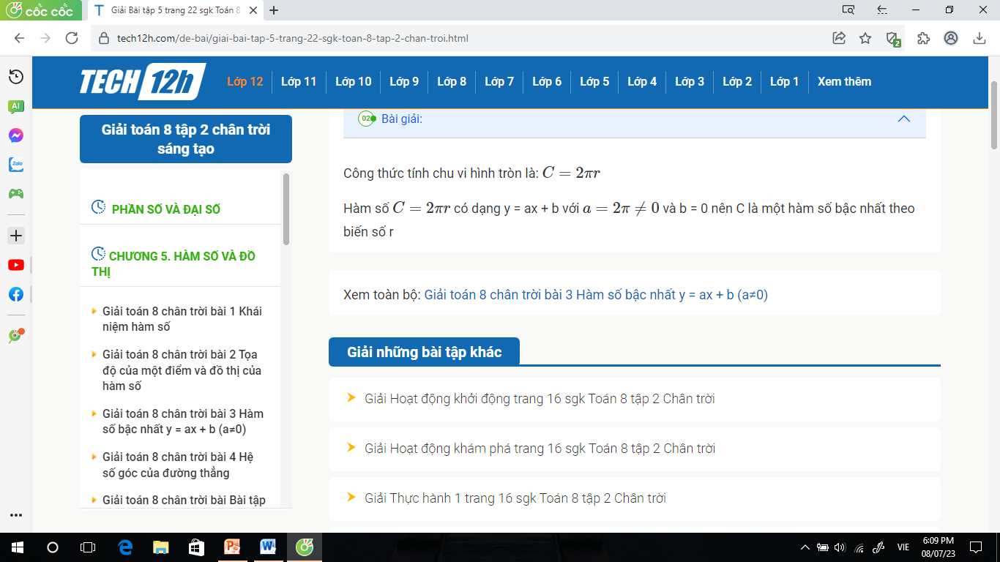 cốc cốc
Giải Bài tập 5 trang 22 sgk Toán 8
tech12h.com/de-bai/giai-bai-tap-5-trang-22-sgk-toan-8-tap-2-chan-troi.html
2
TECH 12h
Lớp 12 Lớp 11 Lớp 10 Lớp 9 Lớp 8 Lớp 7 Lớp 6 Lớp 5 Lớp 4 Lớp 3 Lớp 2 Lớp 1 Xem thêm
AI
Zalo
Giải toán 8 tập 2 chân trời
sáng tạo
PHẦN SỐ VÀ ĐẠI SỐ
CHƯƠNG 5. HÀM SỐ VÀ ĐỒ
THỊ
Giải toán 8 chân trời bài 1 Khái
niệm hàm số
Giải toán 8 chân trời bài 2 Tọa
độ của một điểm và đồ thị của
hàm số
Giải toán 8 chân trời bài 3 Hàm
số bậc nhất y = ax + b (a≠0)
Giải toán 8 chân trời bài 4 Hệ
số góc của đường thẳng
Giải toán 8 chân trời bài Bài tập
02 Bài giải:
Công thức tính chu vi hình tròn là: C = 2πr
Hàm số C = 2πr có dạng y = ax + b với a = 2π ≠ 0 và b = 0 nên C là một hàm số bậc nhất theo
biến số r
Xem toàn bộ: Giải toán 8 chân trời bài 3 Hàm số bậc nhất y = ax + b (a≠0)
Giải những bài tập khác
Giải Hoạt động khởi động trang 16 sgk Toán 8 tập 2 Chân trời
Giải Hoạt động khám phá trang 16 sgk Toán 8 tập 2 Chân trời
Giải Thực hành 1 trang 16 sgk Toán 8 tập 2 Chân trời
VIE
6:09 PM
08/07/23